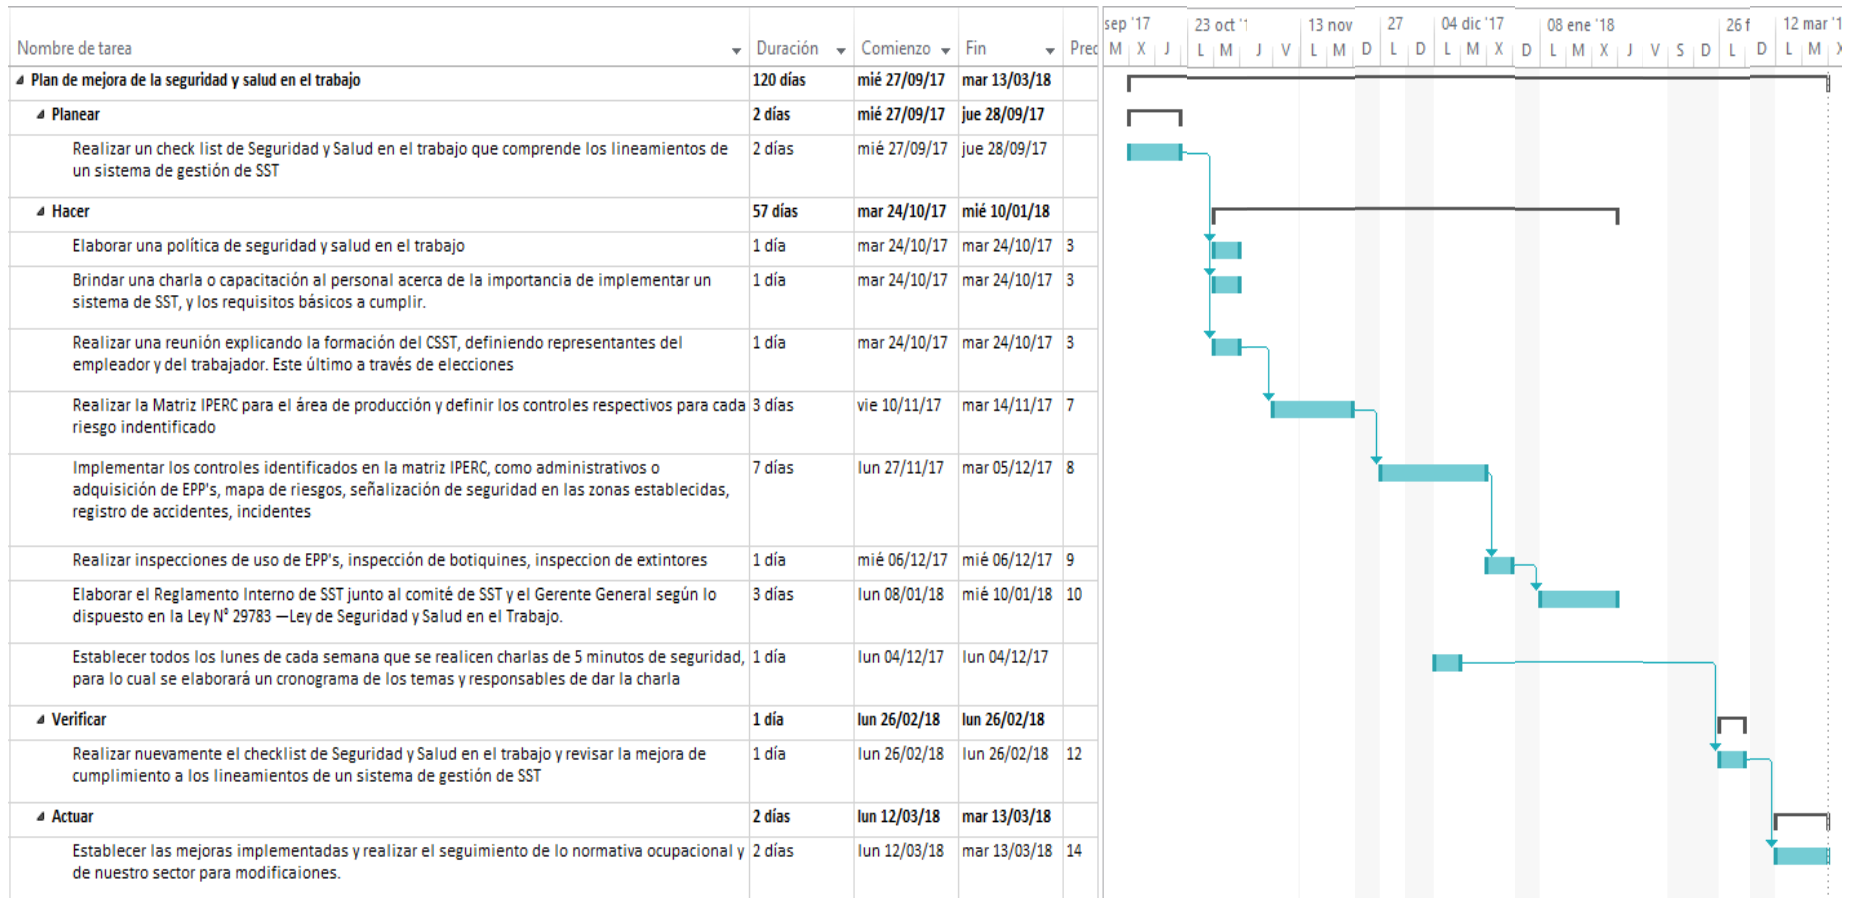 Nombre de tarea Duración Comienzo Fin Pred
sep '17 23 oct '1 13 nov 27 04 dic '17 08 ene '18 26 f 12 mar '1
M X J L M J V L M D L D L M X D L M X J V S D L D L M X
Plan de mejora de la seguridad y salud en el trabajo 120 días mié 27/09/17 mar 13/03/18
Planear 2 días mié 27/09/17 jue 28/09/17
Realizar un check list de Seguridad y Salud en el trabajo que comprende los lineamientos de 2 días mié 27/09/17 jue 28/09/17
un sistema de gestión de SST
Hacer 57 días mar 24/10/17 mié 10/01/18
Elaborar una política de seguridad y salud en el trabajo 1 día mar 24/10/17 mar 24/10/17 3
Brindar una charla o capacitación al personal acerca de la importancia de implementar un 1 día mar 24/10/17 mar 24/10/17 3
sistema de SST, y los requisitos básicos a cumplir.
Realizar una reunión explicando la formación del CSST, definiendo representantes del 1 día mar 24/10/17 mar 24/10/17 3
empleador y del trabajador. Este último a través de elecciones
Realizar la Matriz IPERC para el área de producción y definir los controles respectivos para cada 3 días vie 10/11/17 mar 14/11/17 7
riesgo indentificado
Implementar los controles identificados en la matriz IPERC, como administrativos o 7 días lun 27/11/17 mar 05/12/17 8
adquisición de EPP's, mapa de riesgos, señalización de seguridad en las zonas establecidas,
registro de accidentes, incidentes
Realizar inspecciones de uso de EPP's, inspección de botiquines, inspeccion de extintores 1 día mié 06/12/17 mié 06/12/17 9
Elaborar el Reglamento Interno de SST junto al comité de SST y el Gerente General según lo 3 días lun 08/01/18 mié 10/01/18 10
dispuesto en la Ley N° 29783 —Ley de Seguridad y Salud en el Trabajo.
Establecer todos los lunes de cada semana que se realicen charlas de 5 minutos de seguridad, 1 día lun 04/12/17 lun 04/12/17
para lo cual se elaborará un cronograma de los temas y responsables de dar la charla
Verificar 1 día lun 26/02/18 lun 26/02/18
Realizar nuevamente el checklist de Seguridad y Salud en el trabajo y revisar la mejora de 1 día lun 26/02/18 lun 26/02/18 12
cumplimiento a los lineamientos de un sistema de gestión de SST
Actuar 2 días lun 12/03/18 mar 13/03/18
Establecer las mejoras implementadas y realizar el seguimiento de lo normativa ocupacional y 2 días lun 12/03/18 mar 13/03/18 14
de nuestro sector para modificaiones.